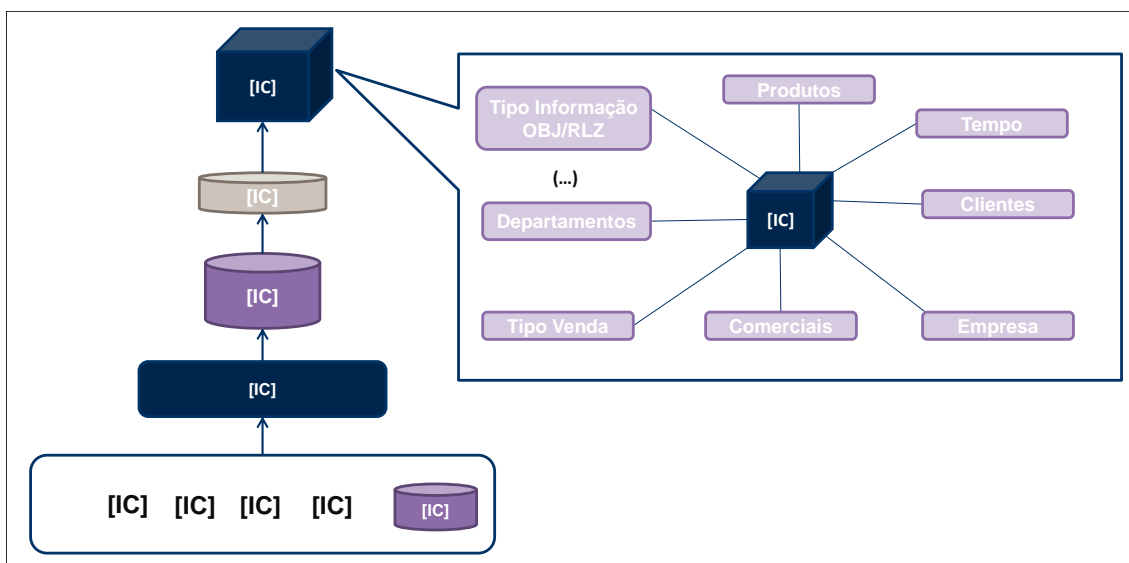 [IC]
[IC]
[IC]
[IC]
[IC] [IC] [IC] [IC] [IC]
Tipo Informação
OBJ/RLZ
Produtos
Tempo
(...)
Departamentos
[IC]
Clientes
Tipo Venda
Comerciais
Empresa